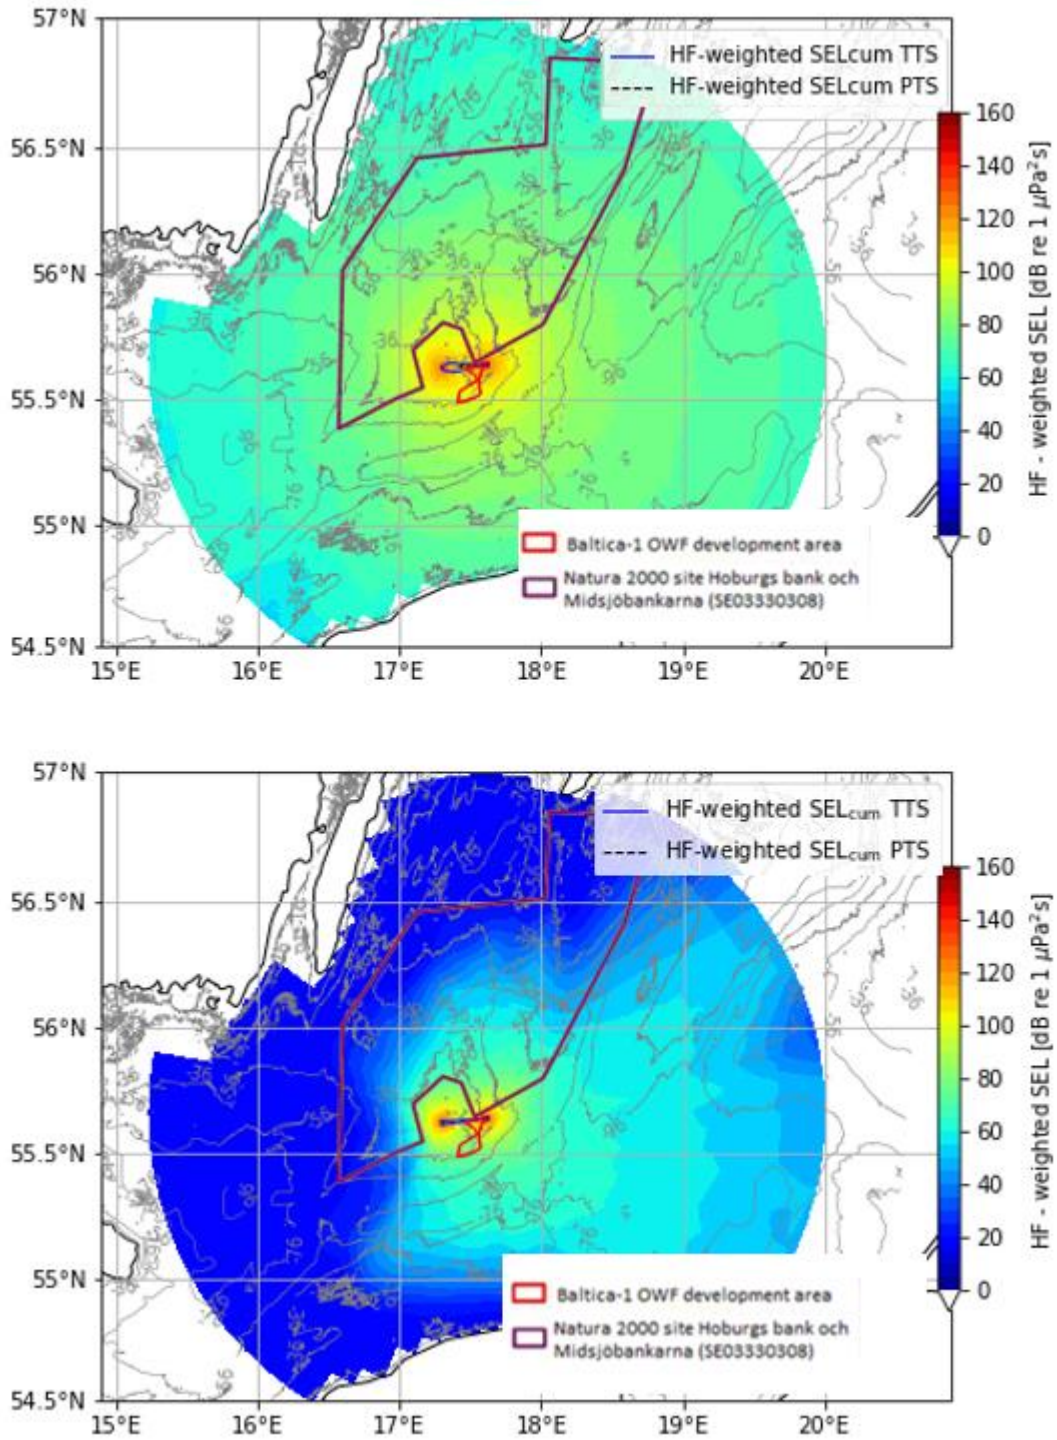 57°N
HF-weighted SELcum TTS
HF-weighted SELcum PTS
56.5°N
56°N
55.5°N
55°N
54.5°N
15°E 16°E 17°E 18°E 19°E 20°E
160
140
120
100
80
60
40
20
0
HF - weighted SEL [dB re 1 μPa²s]
Baltica-1 OWF development area
Natura 2000 site Hoburgs bank och
Midsjöbankarna (SE03330308)
57°N
HF-weighted SELcum TTS
HF-weighted SELcum PTS
56.5°N
56°N
55.5°N
55°N
54.5°N
15°E 16°E 17°E 18°E 19°E 20°E
160
140
120
100
80
60
40
20
0
HF - weighted SEL [dB re 1 μPa²s]
Baltica-1 OWF development area
Natura 2000 site Hoburgs bank och
Midsjöbankarna (SE03330308)